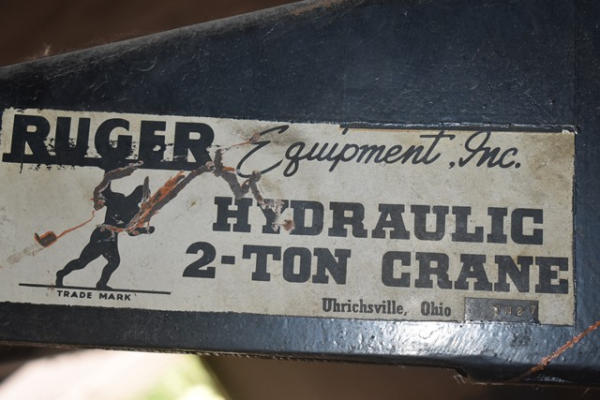 RUGER Equipment, Inc.
HYDRAULIC
2-TON CRANE
TRADE MARK
Uhrichsville, Ohio